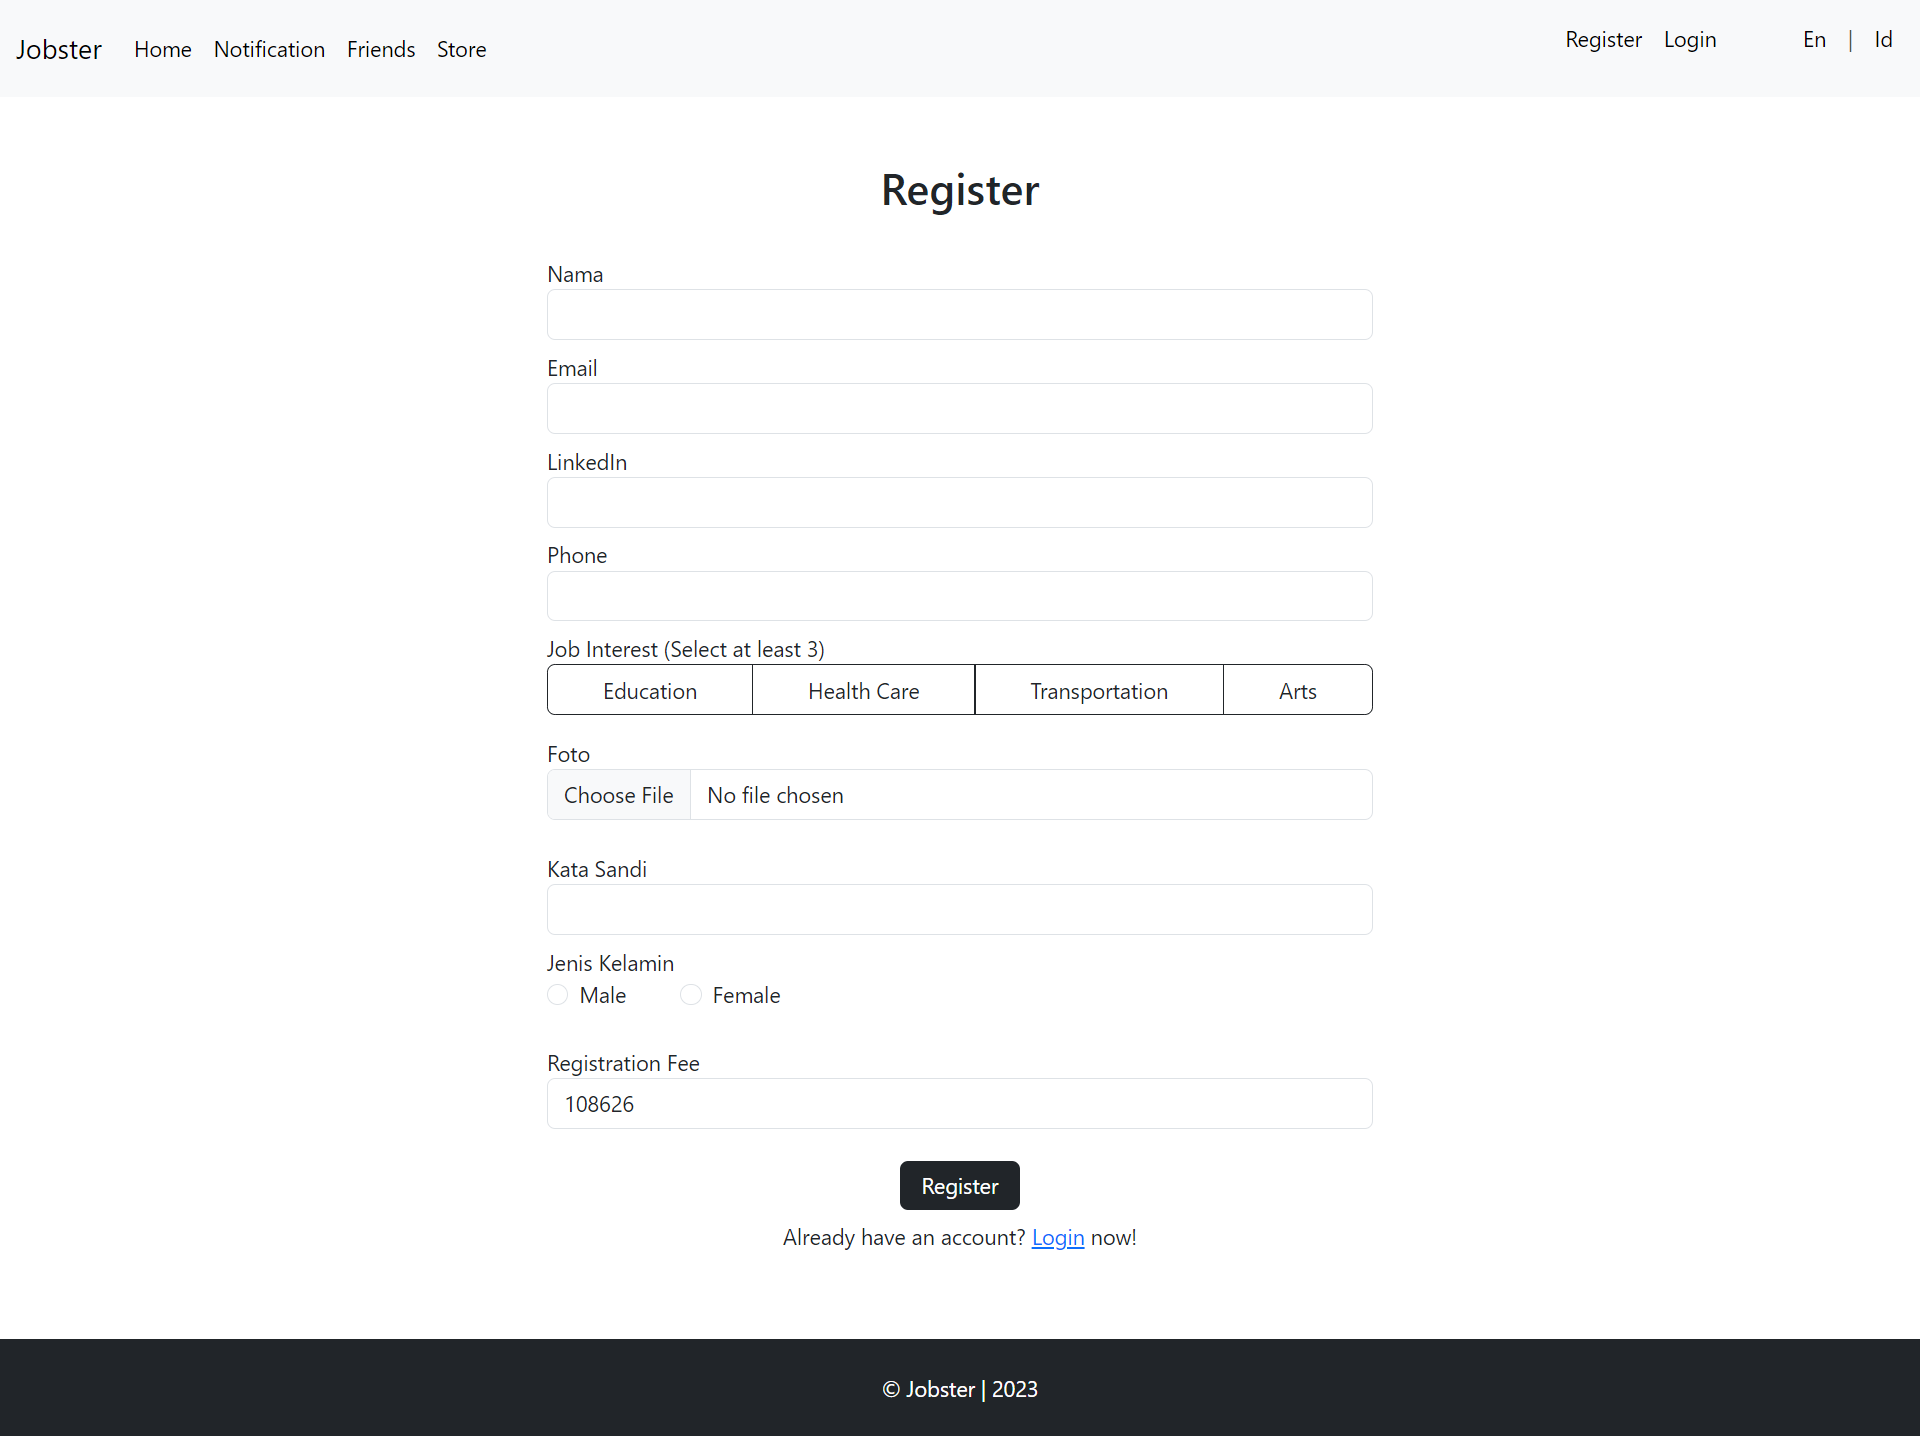 Jobster Home Notification Friends Store Register Login En | Id
Register
Nama
Email
LinkedIn
Phone
Job Interest (Select at least 3)
Education Health Care Transportation Arts
Foto
Choose File No file chosen
Kata Sandi
Jenis Kelamin
Male Female
Registration Fee
108626
Register
Already have an account? Login now!
© Jobster | 2023